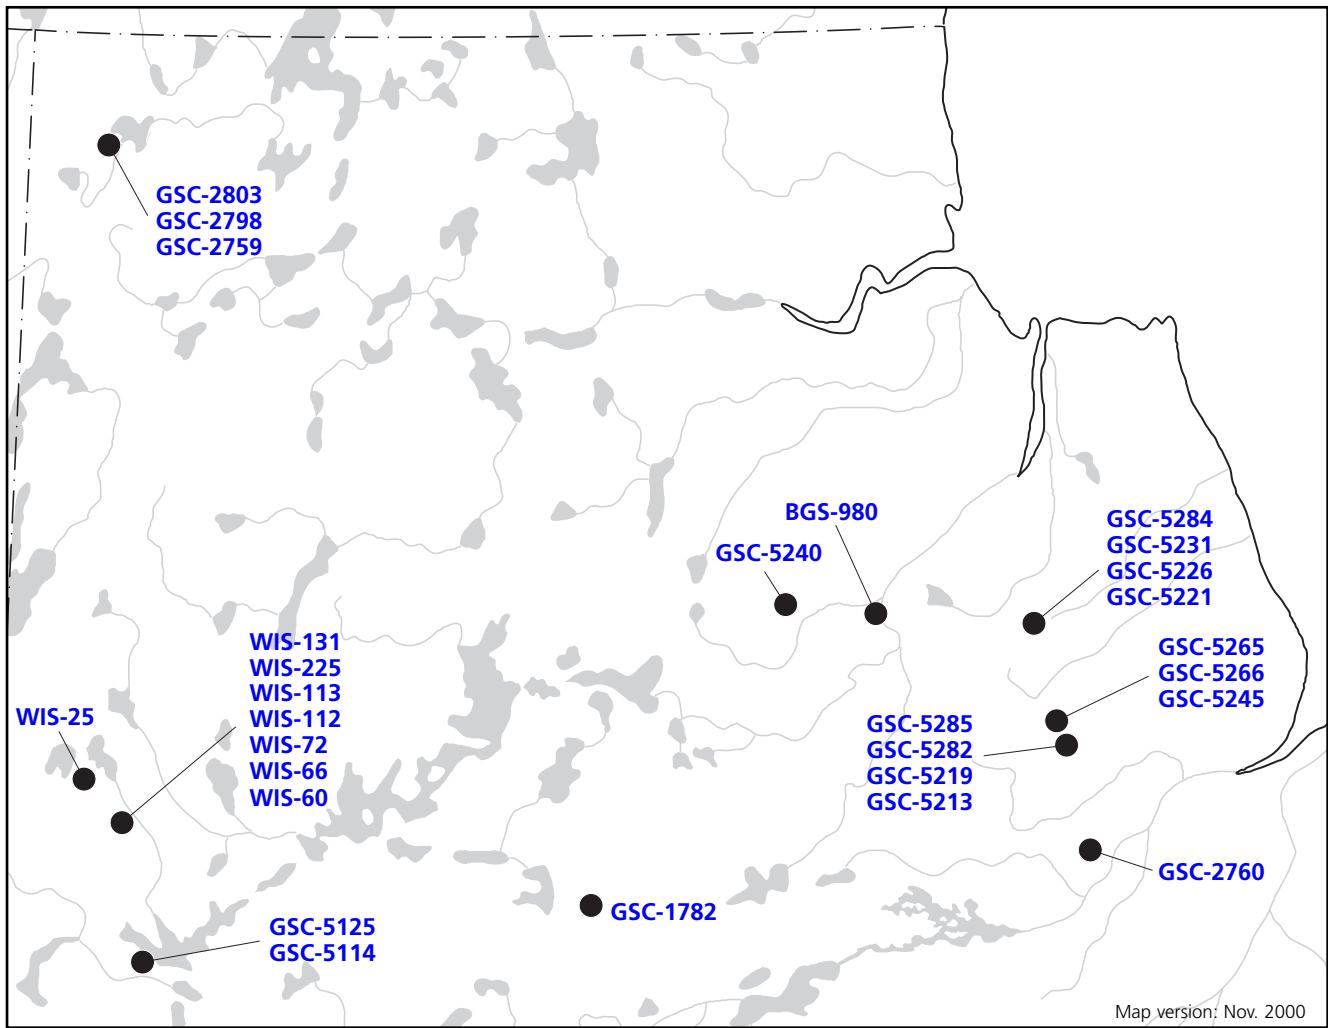 GSC-2803
GSC-2798
GSC-2759
BGS-980
GSC-5240
GSC-5284
GSC-5231
GSC-5226
GSC-5221
WIS-131
WIS-225
WIS-113
WIS-112
WIS-72
WIS-66
WIS-60
WIS-25
GSC-5265
GSC-5266
GSC-5245
GSC-5285
GSC-5282
GSC-5219
GSC-5213
GSC-2760
GSC-1782
GSC-5125
GSC-5114
Map version: Nov. 2000